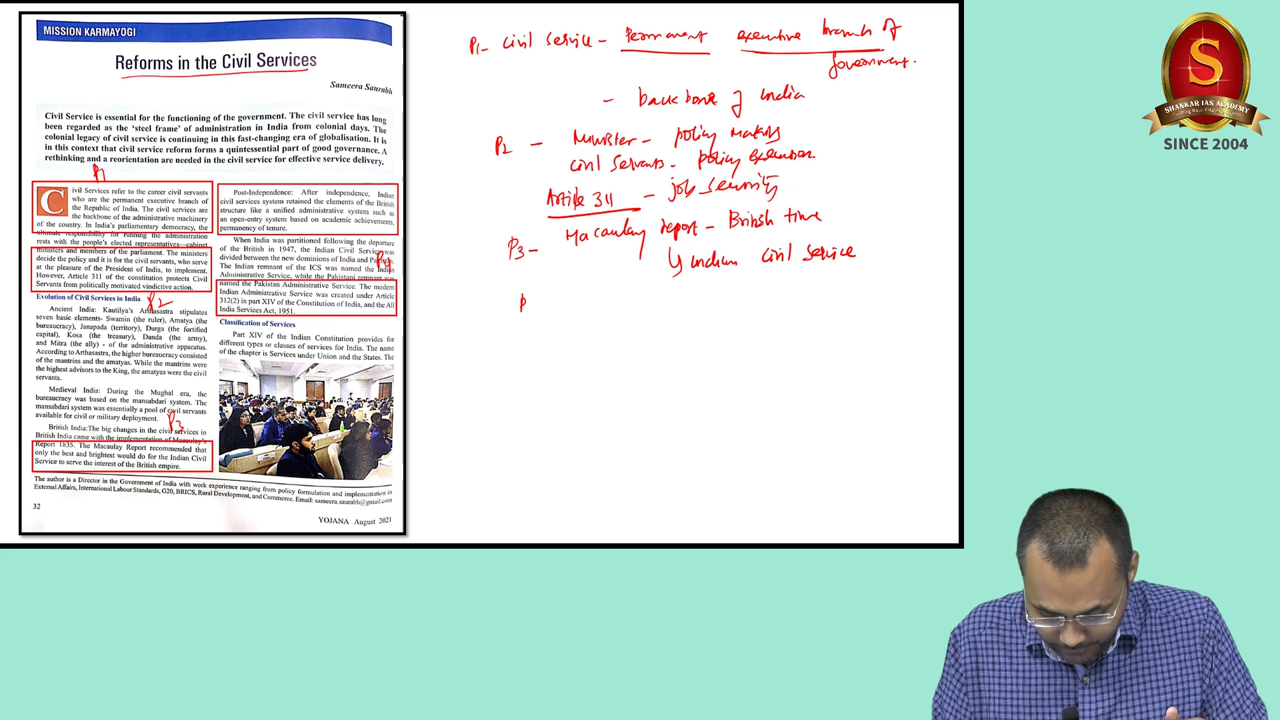 MISSION KARMAYOGI
Reforms in the Civil Services
Sameera Saurabh
Civil Service is essential for the functioning of the government. The civil service has long
been regarded as the 'steel frame' of administration in India from colonial days. The
colonial legacy of civil service is continuing in this fast-changing era of globalisation. It is
in this context that civil service reform forms a quintessential part of good governance. A
rethinking and a reorientation are needed in the civil service for effective service delivery.
P1
Civil Services refer to the career civil servants
who are the permanent executive branch of
the Republic of India. The civil services are
the backbone of the administrative machinery
of the country. In India's parliamentary democracy, the
ultimate responsibility for running the administration
rests with the people's elected representatives -cabinet
ministers and members of the parliament. The ministers
decide the policy and it is for the civil servants, who serve
at the pleasure of the President of India, to implement.
However, Article 311 of the constitution protects Civil
Servants from politically motivated vindictive action.
Evolution of Civil Services in India
P2
Ancient India: Kautilya's Arthasastra stipulates
seven basic elements- Swamin (the ruler), Amatya (the
bureaucracy), Janapada (territory), Durga (the fortified
capital), Kosa (the treasury), Danda (the army),
and Mitra (the ally) - of the administrative apparatus.
According to Arthasastra, the higher bureaucracy consisted
of the mantrins and the amatyas. While the mantrins were
the highest advisors to the King, the amatyas were the civil
servants.
Medieval India: During the Mughal era, the
bureaucracy was based on the mansabdari system. The
mansabdari system was essentially a pool of civil servants
available for civil or military deployment.
P3
British India:The big changes in the civil services in
British India came with the implementation of Macaulay's
Report 1835. The Macaulay Report recommended that
only the best and brightest would do for the Indian Civil
Service to serve the interest of the British empire.
Post-Independence: After independence, Indian
civil services system retained the elements of the British
structure like a unified administrative system such as
an open-entry system based on academic achievements,
permanency of tenure.
When India was partitioned following the departure
of the British in 1947, the Indian Civil Service was
divided between the new dominions of India and
The Indian remnant of the ICS was named the Indian
P4
Administrative Service, while the Pakistani remnant was
named the Pakistan Administrative Service. The modern
Indian Administrative Service was created under Article
312(2) in part XIV of the Constitution of India, and the All
India Services Act, 1951.
Classification of Services
Part XIV of the Indian Constitution provides for
different types or classes of services for India. The name
of the chapter is Services under Union and the States. The
The author is a Director in the Government of India with work experience ranging from policy formulation and implementation in
External Affairs, International Labour Standards, G20, BRICS, Rural Development, and Commerce. Email: sameera.saurabh@gmail.com
32
YOJANA August 2021
P1- Civil Service - Permanent executive branch of
Government.
- backbone of India
P2 - Minister - policy makers
Civil Servants - policy execution
Article 311 - job security
P3 - Macaulay report - British time
Indian Civil Service
P
S
SHANKAR IAS ACADEMY
SINCE 2004